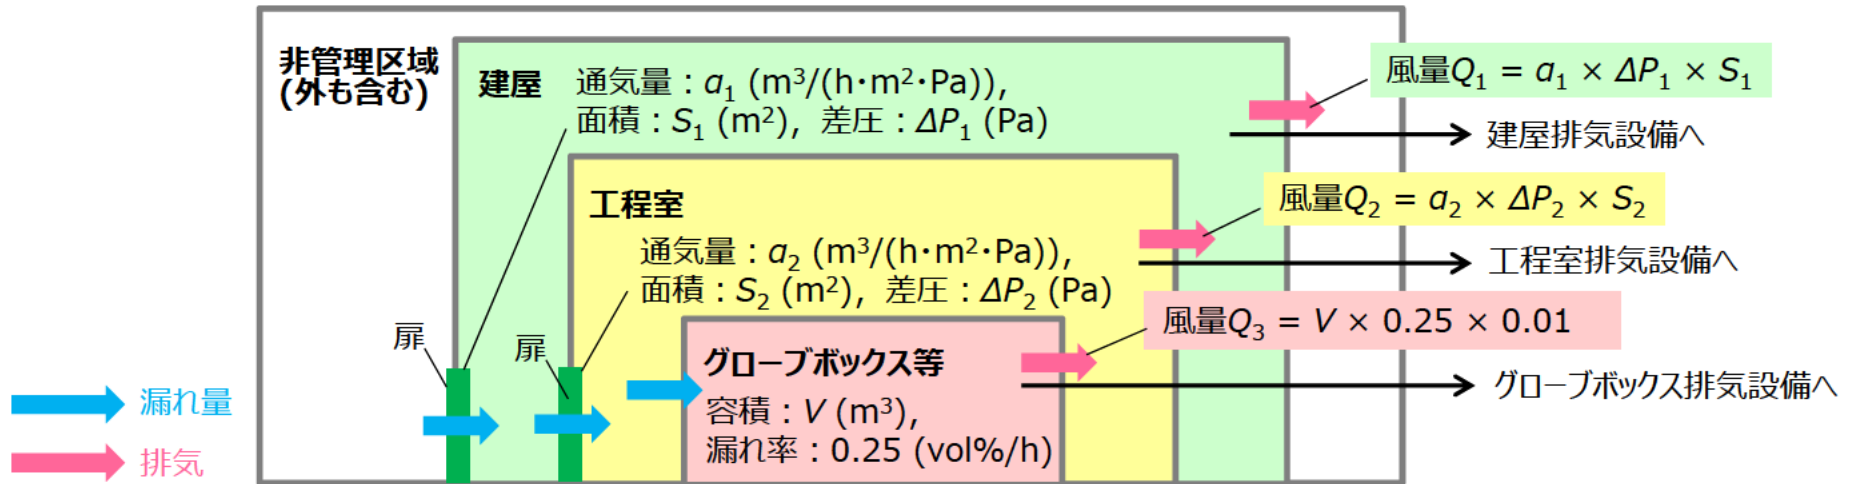 非管理区域
(外も含む)
建屋
通気量：a₁ (m³/(h･m²･Pa)),
面積：S₁ (m²), 差圧：ΔP₁ (Pa)
風量Q₁ = a₁ × ΔP₁ × S₁
建屋排気設備へ
工程室
通気量：a₂ (m³/(h･m²･Pa)),
面積：S₂ (m²), 差圧：ΔP₂ (Pa)
風量Q₂ = a₂ × ΔP₂ × S₂
工程室排気設備へ
扉
扉
グローブボックス等
容積：V (m³),
漏れ率：0.25 (vol%/h)
風量Q₃ = V × 0.25 × 0.01
グローブボックス排気設備へ
漏れ量
排気